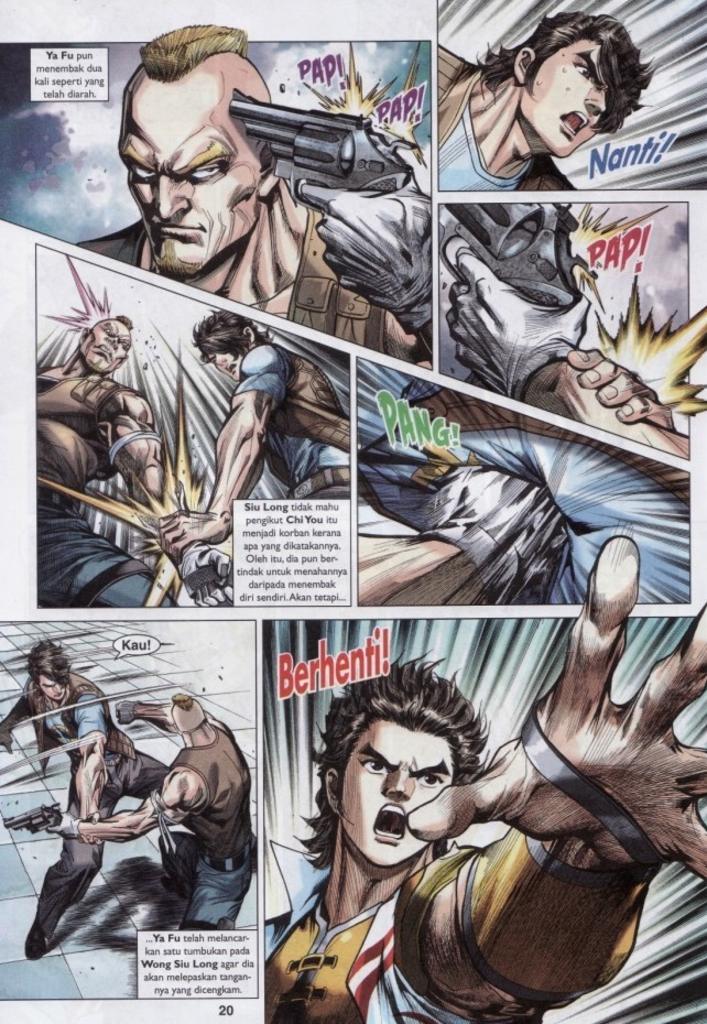 Ya Fu pun
menembak dua
kali seperti yang
telah diarah.
PAP!
PAP!
Nanti!
PAP!
Siu Long tidak mahu
pengikut Chi You itu
menjadi korban kerana
apa yang dikatakannya.
Oleh itu, dia pun ber-
tindak untuk menahannya
daripada menembak
diri sendiri. Akan tetapi...
PANG!
Kau!
...Ya Fu telah melancar-
kan satu tumbukan pada
Wong Siu Long agar dia
akan melepaskan tangan-
nya yang dicengkam.
Berhenti!
20